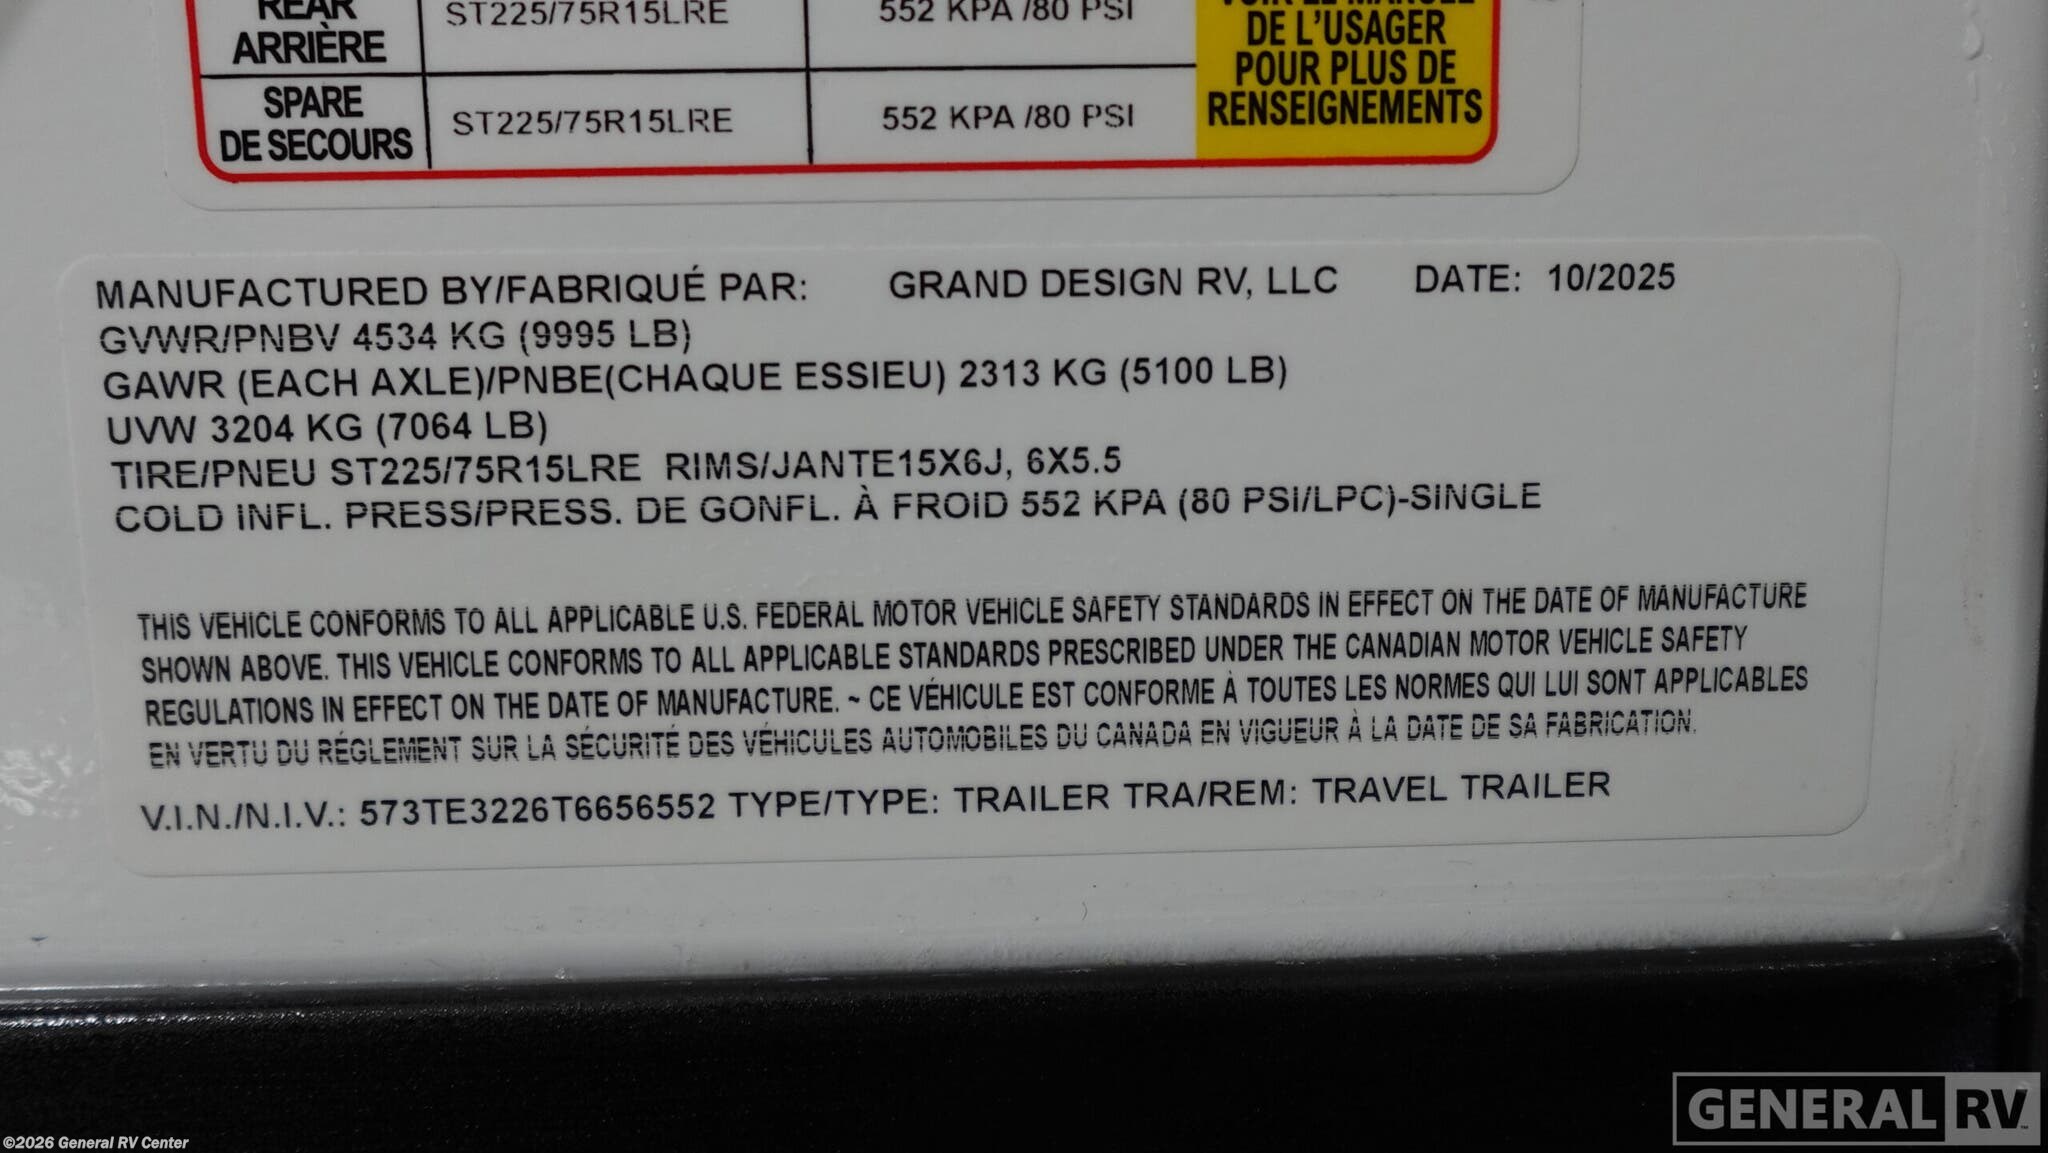 REAR ST225/75R15LRE 552 KPA /80 PSI VOIR LE MANUEL
ARRIÈRE DE L'USAGER
POUR PLUS DE
SPARE ST225/75R15LRE 552 KPA /80 PSI RENSEIGNEMENTS
DE SECOURS
MANUFACTURED BY/FABRIQUÉ PAR: GRAND DESIGN RV, LLC DATE: 10/2025
GVWR/PNBV 4534 KG (9995 LB)
GAWR (EACH AXLE)/PNBE(CHAQUE ESSIEU) 2313 KG (5100 LB)
UVW 3204 KG (7064 LB)
TIRE/PNEU ST225/75R15LRE RIMS/JANTE15X6J, 6X5.5
COLD INFL. PRESS/PRESS. DE GONFL. À FROID 552 KPA (80 PSI/LPC)-SINGLE
THIS VEHICLE CONFORMS TO ALL APPLICABLE U.S. FEDERAL MOTOR VEHICLE SAFETY STANDARDS IN EFFECT ON THE DATE OF MANUFACTURE
SHOWN ABOVE. THIS VEHICLE CONFORMS TO ALL APPLICABLE STANDARDS PRESCRIBED UNDER THE CANADIAN MOTOR VEHICLE SAFETY
REGULATIONS IN EFFECT ON THE DATE OF MANUFACTURE. ~ CE VÉHICULE EST CONFORME À TOUTES LES NORMES QUI LUI SONT APPLICABLES
EN VERTU DU RÉGLEMENT SUR LA SÉCURITÉ DES VÉHICULES AUTOMOBILES DU CANADA EN VIGUEUR À LA DATE DE SA FABRICATION.
V.I.N./N.I.V.: 573TE3226T6656552 TYPE/TYPE: TRAILER TRA/REM: TRAVEL TRAILER
GENERAL RV™
©2026 General RV Center